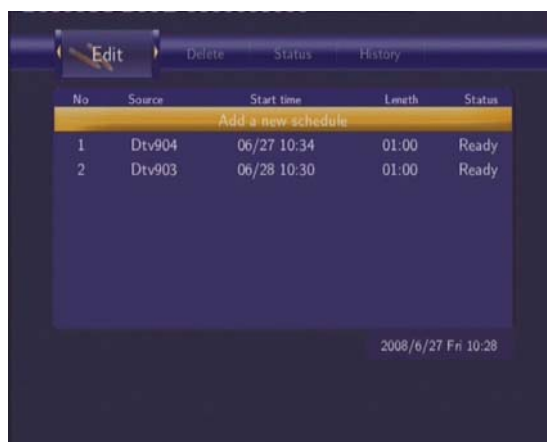 Edit Delete Status History
No Source Start time Length Status
Add a new schedule
1 Dtv904 06/27 10:34 01:00 Ready
2 Dtv903 06/28 10:30 01:00 Ready
2008/6/27 Fri 10:28